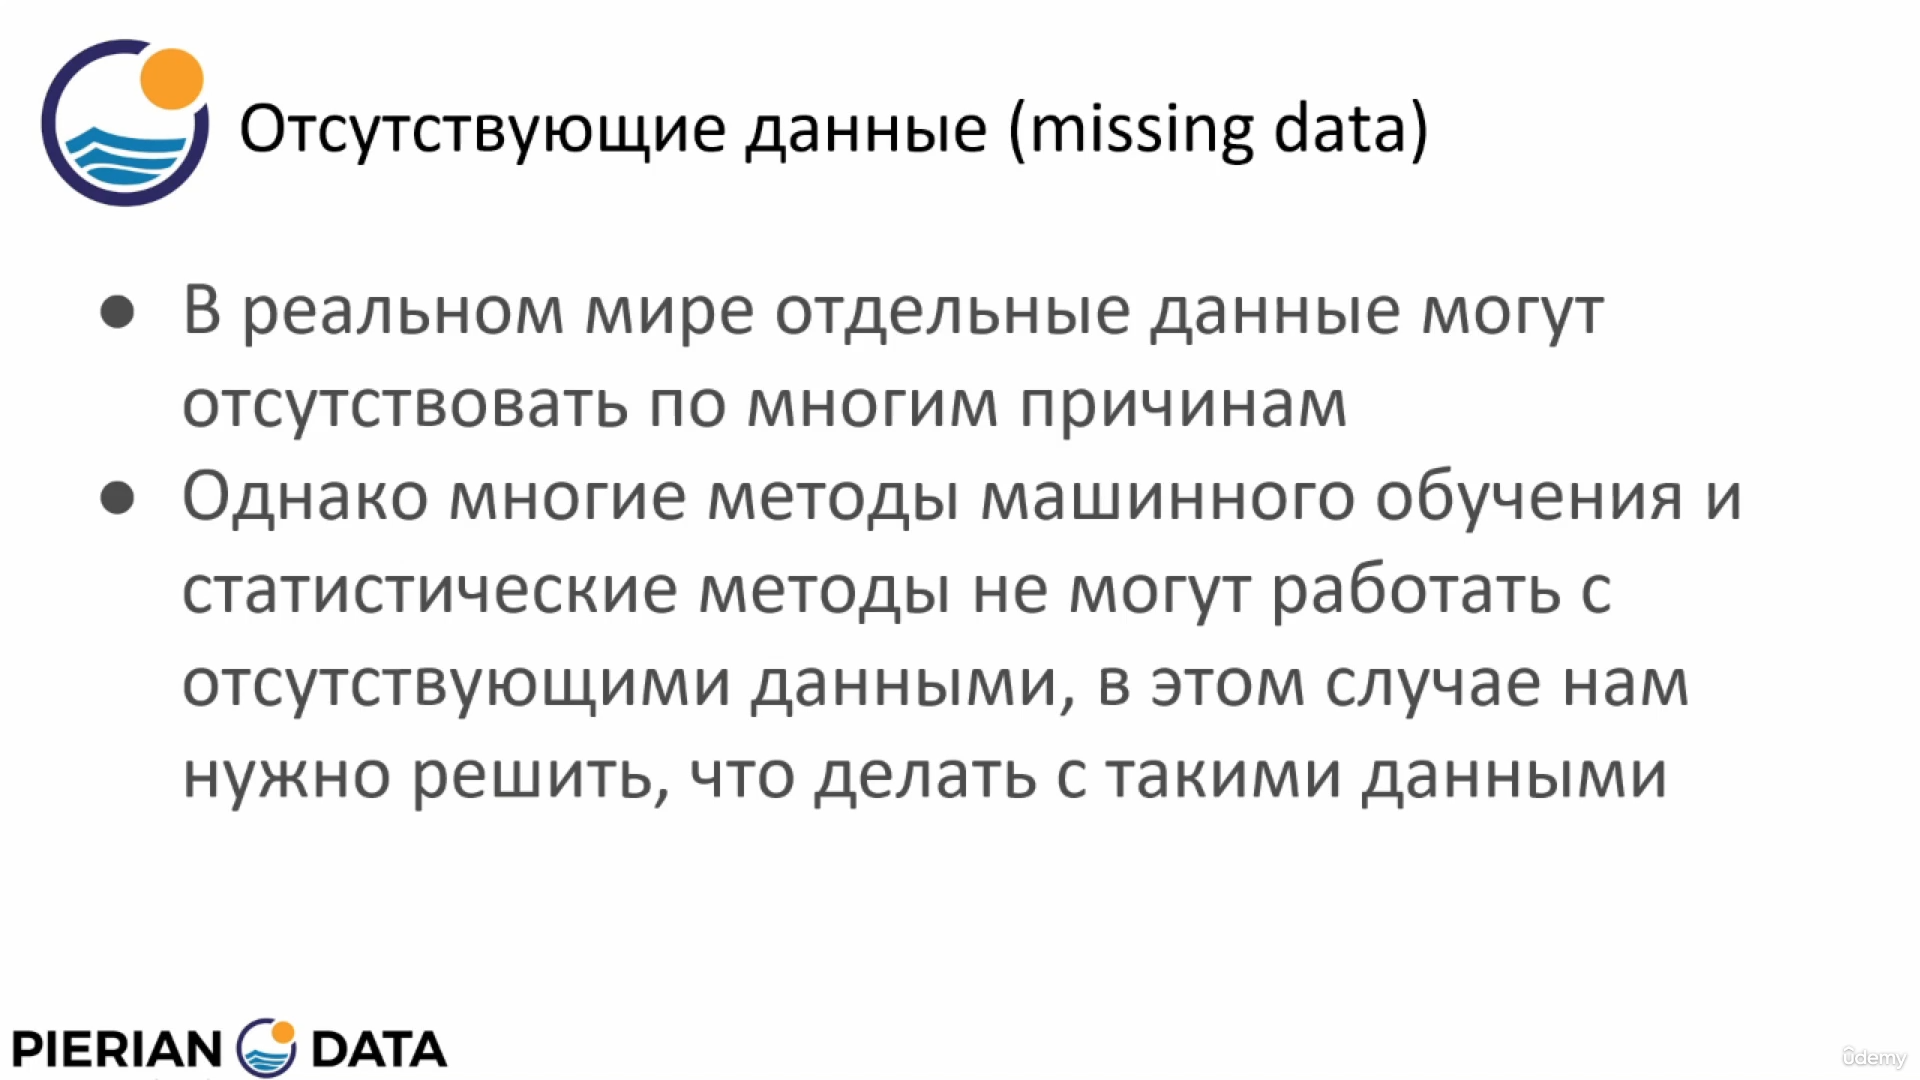 Отсутствующие данные (missing data)
● В реальном мире отдельные данные могут
отсутствовать по многим причинам
● Однако многие методы машинного обучения и
статистические методы не могут работать с
отсутствующими данными, в этом случае нам
нужно решить, что делать с такими данными
PIERIAN DATA
ûdemy